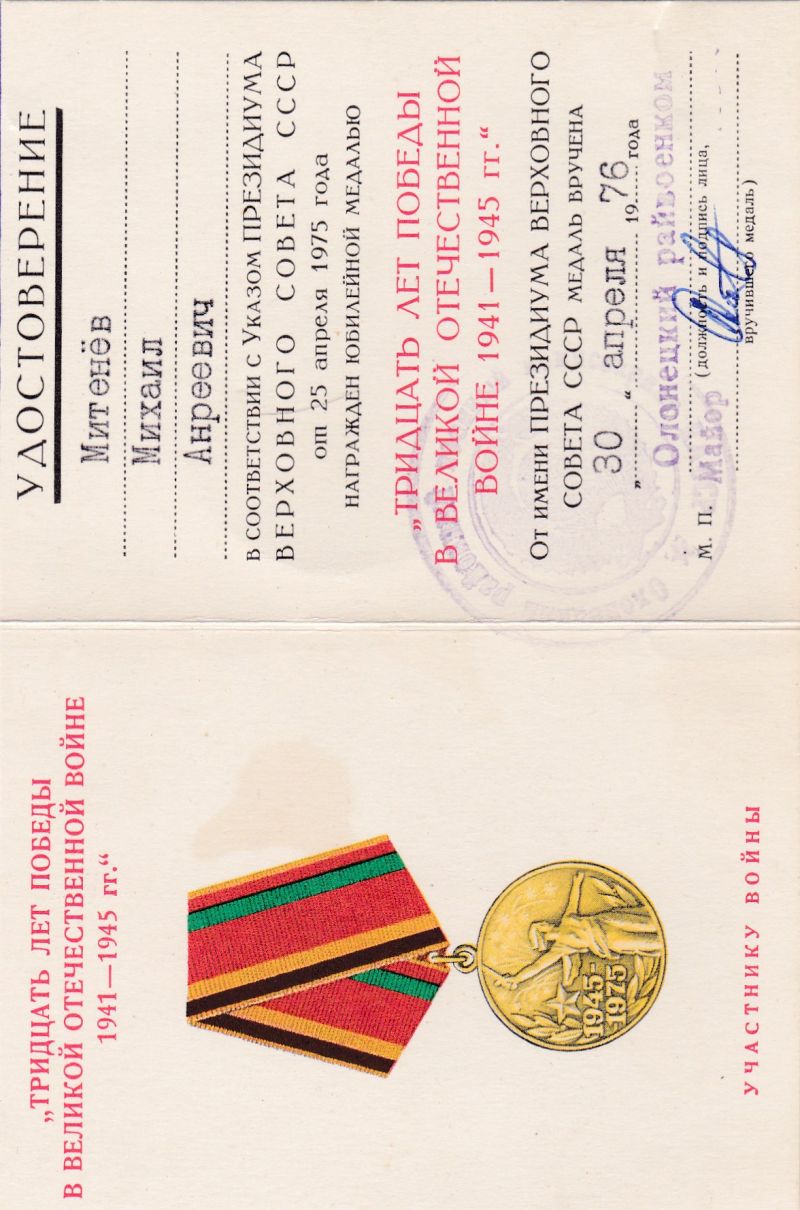 „ТРИДЦАТЬ ЛЕТ ПОБЕДЫ
В ВЕЛИКОЙ ОТЕЧЕСТВЕННОЙ ВОЙНЕ
1941—1945 гг.“
1945-
1975
УЧАСТНИКУ ВОЙНЫ
УДОСТОВЕРЕНИЕ
Митенёв
Михаил
Анреевич
В СООТВЕТСТВИИ С УКАЗОМ ПРЕЗИДИУМА
ВЕРХОВНОГО СОВЕТА СССР
от 25 апреля 1975 года
НАГРАЖДЕН ЮБИЛЕЙНОЙ МЕДАЛЬЮ
„ТРИДЦАТЬ ЛЕТ ПОБЕДЫ
В ВЕЛИКОЙ ОТЕЧЕСТВЕННОЙ
ВОЙНЕ 1941—1945 гг.“
От имени ПРЕЗИДИУМА ВЕРХОВНОГО
СОВЕТА СССР МЕДАЛЬ ВРУЧЕНА
„30“ апреля 1976 года
Олонецкий райвоенком
М. П. Майор (должность и подпись лица,
вручившего медаль)